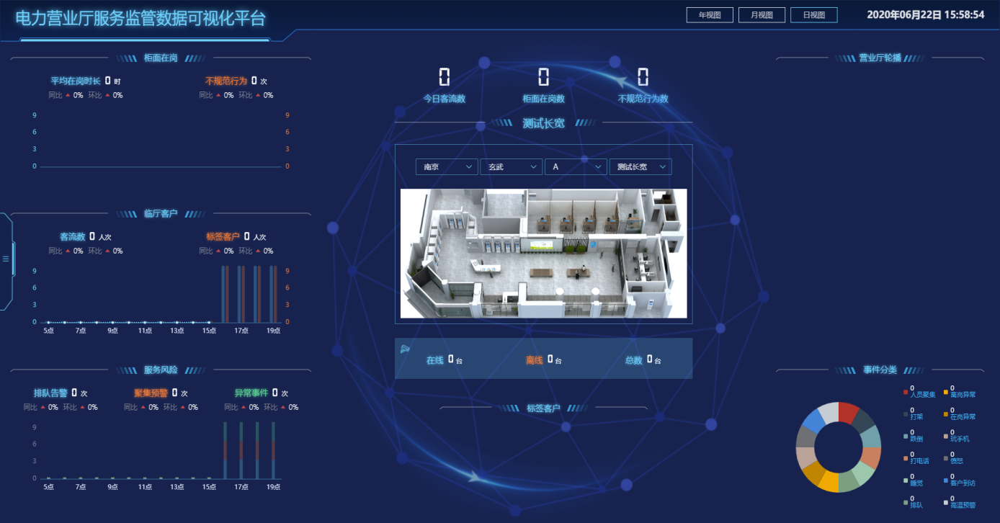 电力营业厅服务监管数据可视化平台
年视图 月视图 日视图 2020年06月22日 15:58:54
柜面在岗
平均在岗时长 0 时 不规范行为 0 次
同比 0% 环比 0% 同比 0% 环比 0%
9 9
6 6
3 3
0 0
临厅客户
客流数 0 人次 标签客户 0 人次
同比 0% 环比 0% 同比 0% 环比 0%
9 9
6 6
3 3
0 0
5点 7点 9点 11点 13点 15点 17点 19点
服务风险
排队告警 0 次 聚集预警 0 次 异常事件 0 次
同比 0% 环比 0% 同比 0% 环比 0% 同比 0% 环比 0%
9
6
3
0
5点 7点 9点 11点 13点 15点 17点 19点
0 0 0
今日客流数 柜面在岗数 不规范行为数
测试长宽
南京 玄武 A 测试长宽
在线 0 台 离线 0 台 总数 0 台
标签客户
营业厅轮播
事件分类
0 0
人员聚集 离岗异常
0 0
打架 在岗异常
0 0
跌倒 玩手机
0 0
打电话 愤怒
0 0
睡觉 客户到访
0 0
排队 高温预警